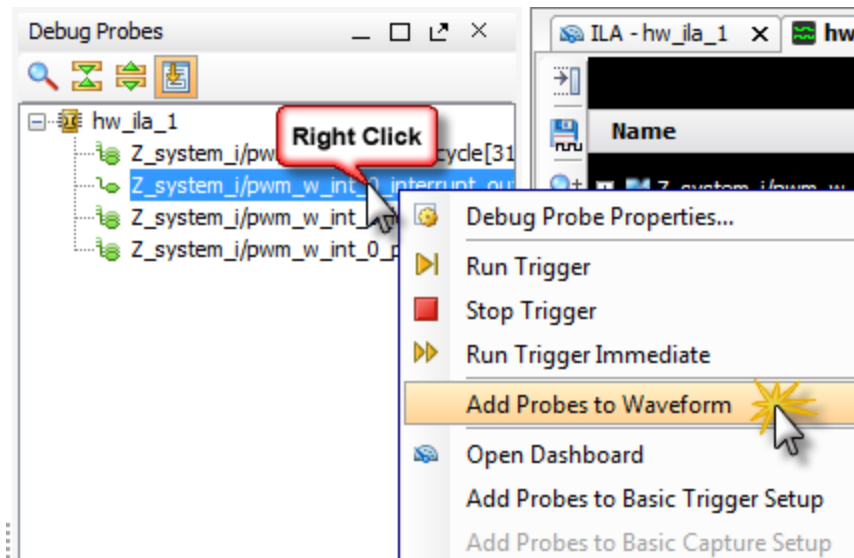 Debug Probes
ILA - hw_ila_1
hw
hw_ila_1
Right Click
Name
Z_system_i/pw cycle[31
Z_system_i/pwm_w_int_0_interrupt_ou
Z_system_i/pwm_w_int_
Z_system_i/pwm_w_int_0_p
Z_system_i/pwm_w
Debug Probe Properties...
Run Trigger
Stop Trigger
Run Trigger Immediate
Add Probes to Waveform
Open Dashboard
Add Probes to Basic Trigger Setup
Add Probes to Basic Capture Setup